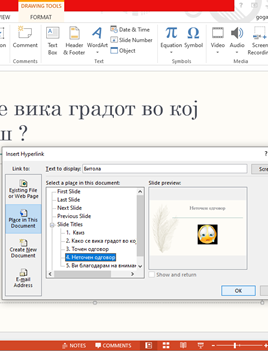 DRAWING TOOLS
VIEW FORMAT goga
Comment Text Box Header & Footer WordArt Date & Time Slide Number Object Equation Symbol Video Audio Screen Recording
Comments Text Symbols Media
е вика градот во кој
ш ?
Insert Hyperlink
Link to: Text to display: Битола
Existing File or Web Page
Place in This Document
Create New Document
E-mail Address
Select a place in this document: Slide preview:
First Slide
Last Slide
Next Slide
Previous Slide
Slide Titles
1. Квиз
2. Како се вика градот во кој
3. Точен одговор
4. Неточен одговор
5. Ви благодарам на вниман
Неточен одговор
Show and return
OK
NOTES COMMENTS